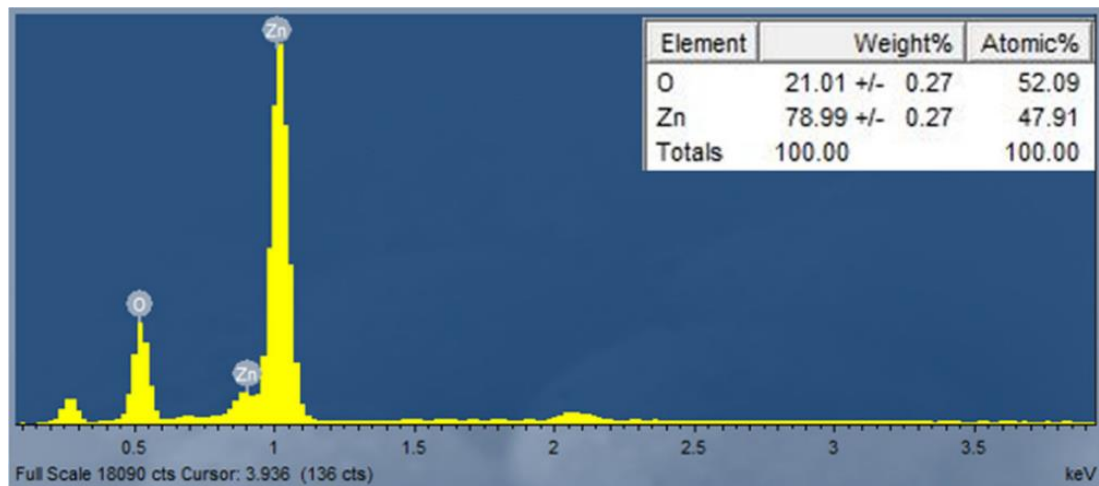 Zn
Element Weight% Atomic%
O 21.01 +/- 0.27 52.09
Zn 78.99 +/- 0.27 47.91
Totals 100.00 100.00
O
Zn
0.5 1 1.5 2 2.5 3 3.5
Full Scale 18090 cts Cursor: 3.936 (136 cts) keV